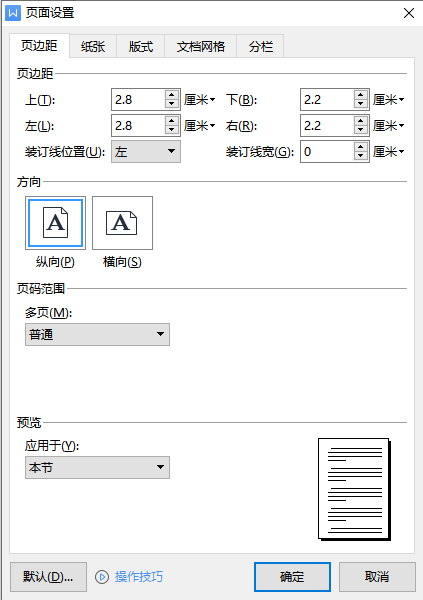 页面设置
页边距 纸张 版式 文档网格 分栏
页边距
上(T): 2.8 厘米 下(B): 2.2 厘米
左(L): 2.8 厘米 右(R): 2.2 厘米
装订线位置(U): 左 装订线宽(G): 0 厘米
方向
A A
纵向(P) 横向(S)
页码范围
多页(M):
普通
预览
应用于(Y):
本节
默认(D)... 操作技巧 确定 取消